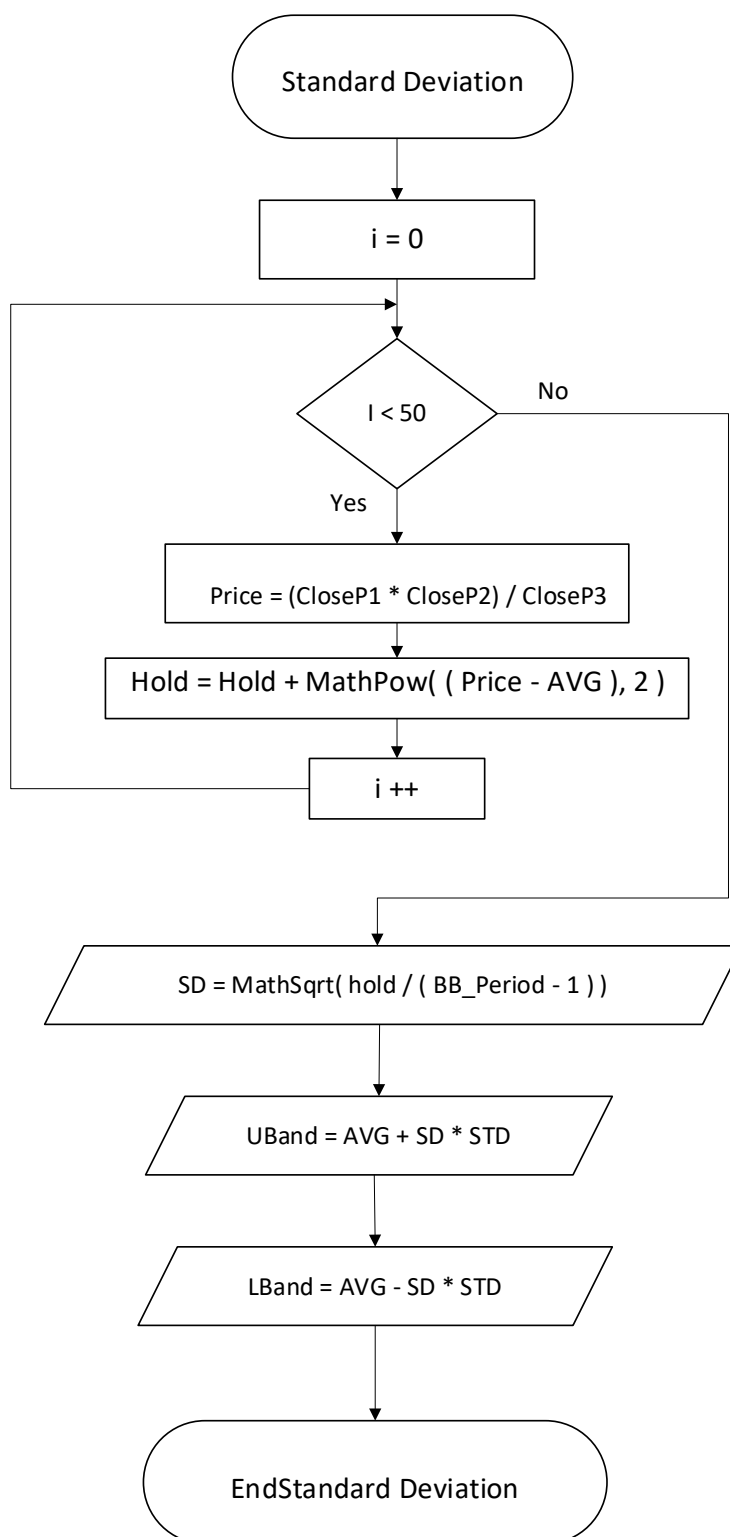 Standard Deviation
i = 0
I < 50
No
Yes
Price = (CloseP1 * CloseP2) / CloseP3
Hold = Hold + MathPow( ( Price - AVG ), 2 )
i ++
SD = MathSqrt( hold / ( BB_Period - 1 ) )
UBand = AVG + SD * STD
LBand = AVG - SD * STD
EndStandard Deviation